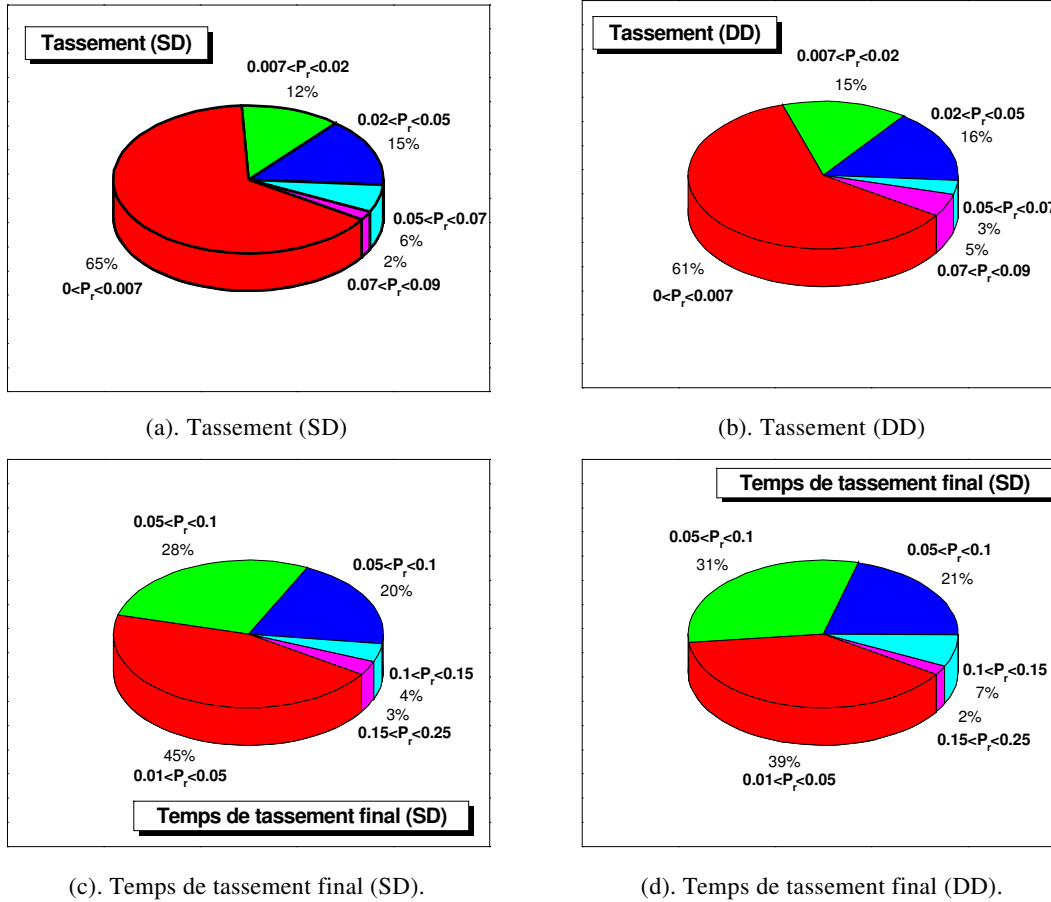 Tassement (SD)
0.007<Pr<0.02
12%
0.02<Pr<0.05
15%
0.05<Pr<0.07
6%
2%
0.07<Pr<0.09
65%
0<Pr<0.007
(a). Tassement (SD)
Tassement (DD)
0.007<Pr<0.02
15%
0.02<Pr<0.05
16%
0.05<Pr<0.07
3%
5%
0.07<Pr<0.09
61%
0<Pr<0.007
(b). Tassement (DD)
0.05<Pr<0.1
28%
0.05<Pr<0.1
20%
0.1<Pr<0.15
4%
3%
0.15<Pr<0.25
45%
0.01<Pr<0.05
Temps de tassement final (SD)
(c). Temps de tassement final (SD).
Temps de tassement final (SD)
0.05<Pr<0.1
31%
0.05<Pr<0.1
21%
0.1<Pr<0.15
7%
2%
0.15<Pr<0.25
39%
0.01<Pr<0.05
(d). Temps de tassement final (DD).